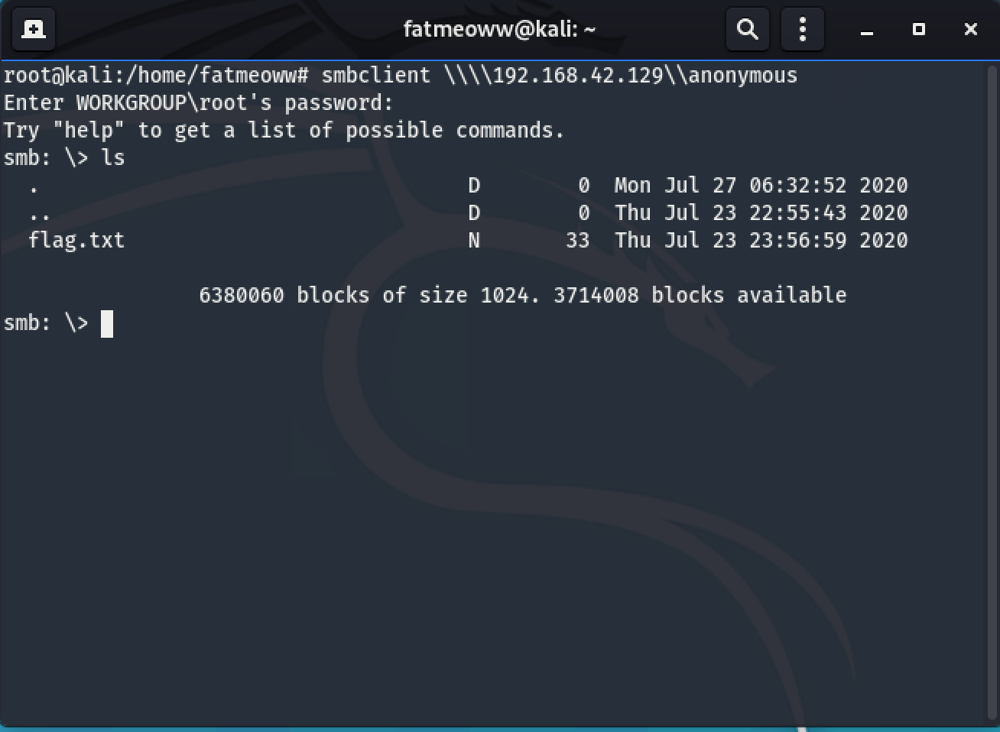 fatmeoww@kali: ~
root@kali:/home/fatmeoww# smbclient \\\\192.168.42.129\\anonymous
Enter WORKGROUP\root's password:
Try "help" to get a list of possible commands.
smb: \> ls
  .                                   D        0  Mon Jul 27 06:32:52 2020
  ..                                  D        0  Thu Jul 23 22:55:43 2020
  flag.txt                            N       33  Thu Jul 23 23:56:59 2020
                6380060 blocks of size 1024. 3714008 blocks available
smb: \>